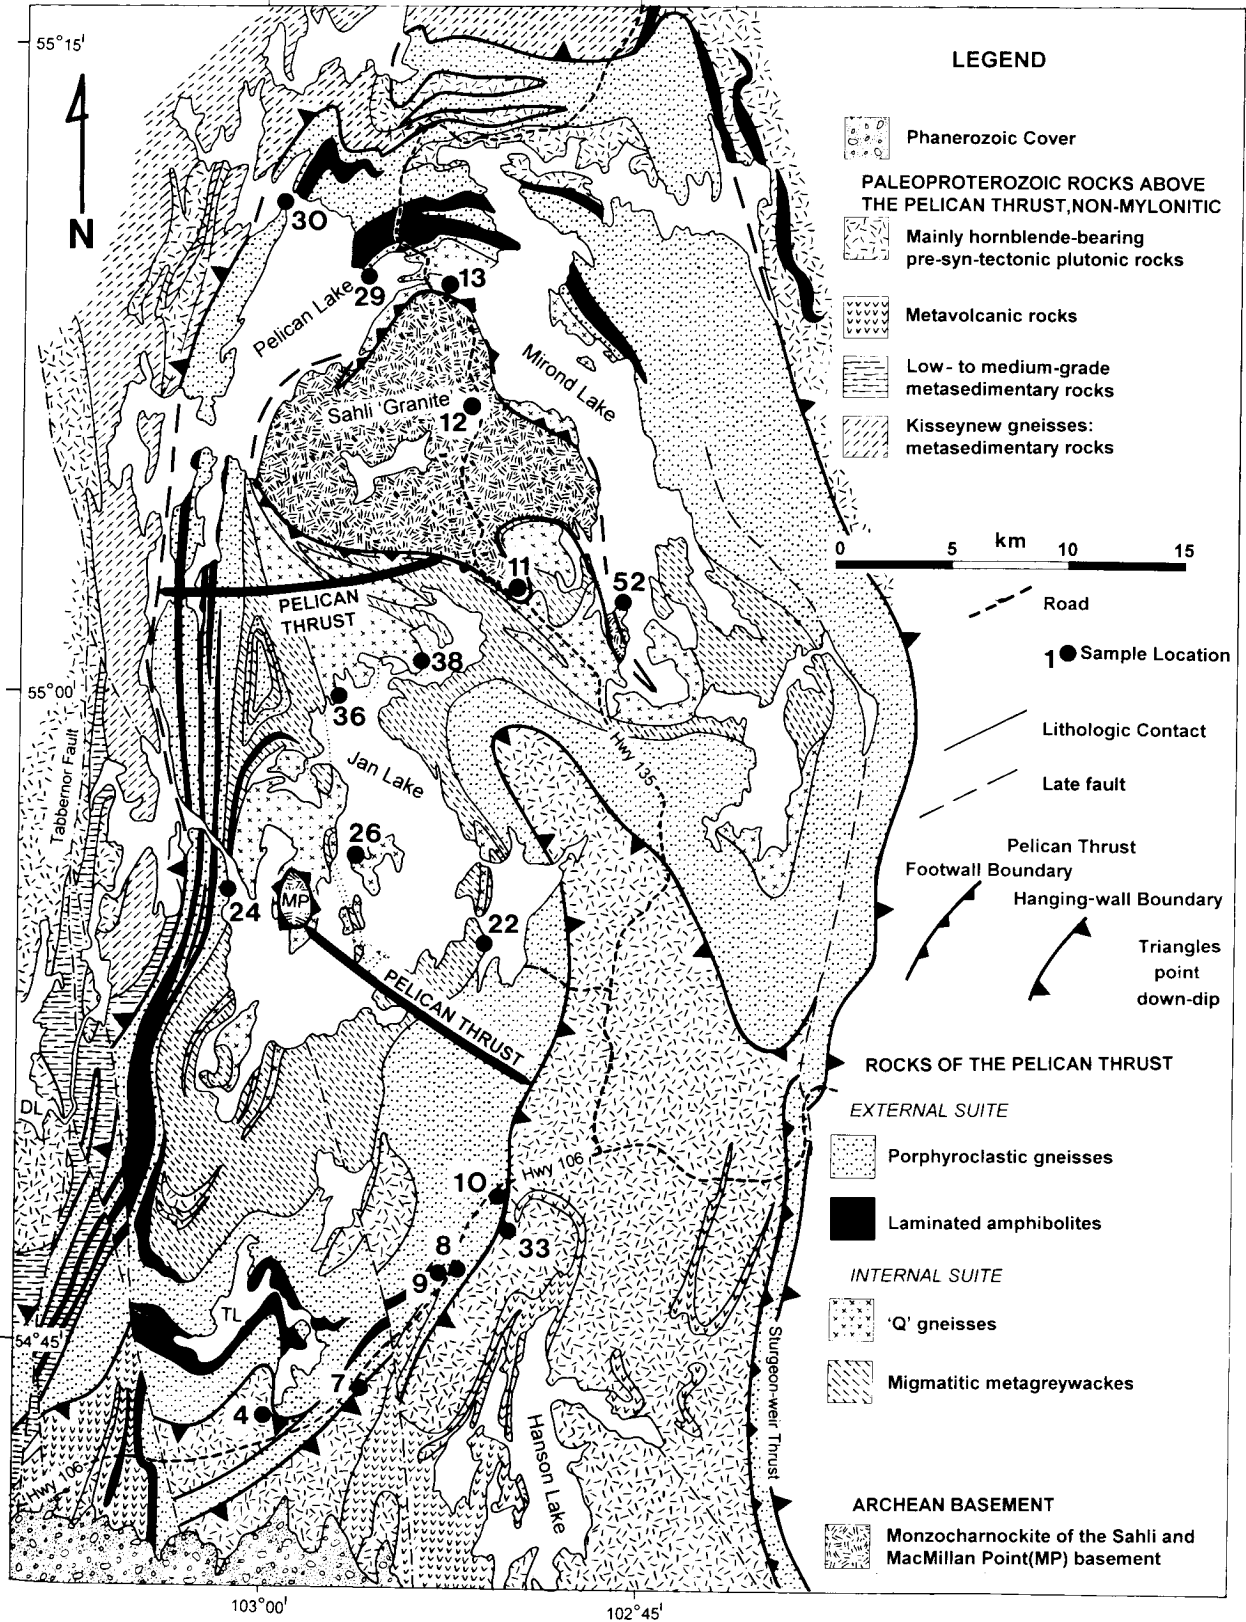 55°15'
N
30
29
13
Pelican Lake
Mirond Lake
Sahli Granite
12
11
52
PELICAN
THRUST
38
55°00'
36
Hwy 135
Jan Lake
Tabbernor Fault
26
24
MP
22
PELICAN THRUST
DL
10
Hwy 106
33
8
9
TL
54°45'
7
4
Hwy 106
Hanson Lake
Sturgeon-weir Thrust
103°00'
102°45'
LEGEND
Phanerozoic Cover
PALEOPROTEROZOIC ROCKS ABOVE
THE PELICAN THRUST,NON-MYLONITIC
Mainly hornblende-bearing
pre-syn-tectonic plutonic rocks
Metavolcanic rocks
Low- to medium-grade
metasedimentary rocks
Kisseynew gneisses:
metasedimentary rocks
km
0 5 10 15
Road
1 Sample Location
Lithologic Contact
Late fault
Pelican Thrust
Footwall Boundary
Hanging-wall Boundary
Triangles
point
down-dip
ROCKS OF THE PELICAN THRUST
EXTERNAL SUITE
Porphyroclastic gneisses
Laminated amphibolites
INTERNAL SUITE
'Q' gneisses
Migmatitic metagreywackes
ARCHEAN BASEMENT
Monzocharnockite of the Sahli and
MacMillan Point(MP) basement